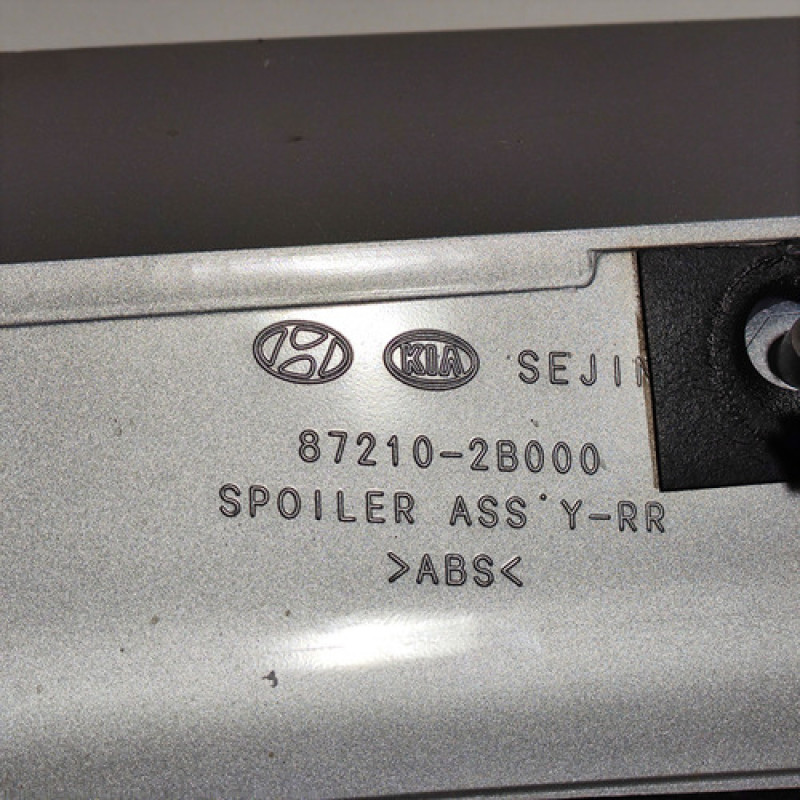 KIA SEJIN
87210-2B000
SPOILER ASS'Y-RR
>ABS<